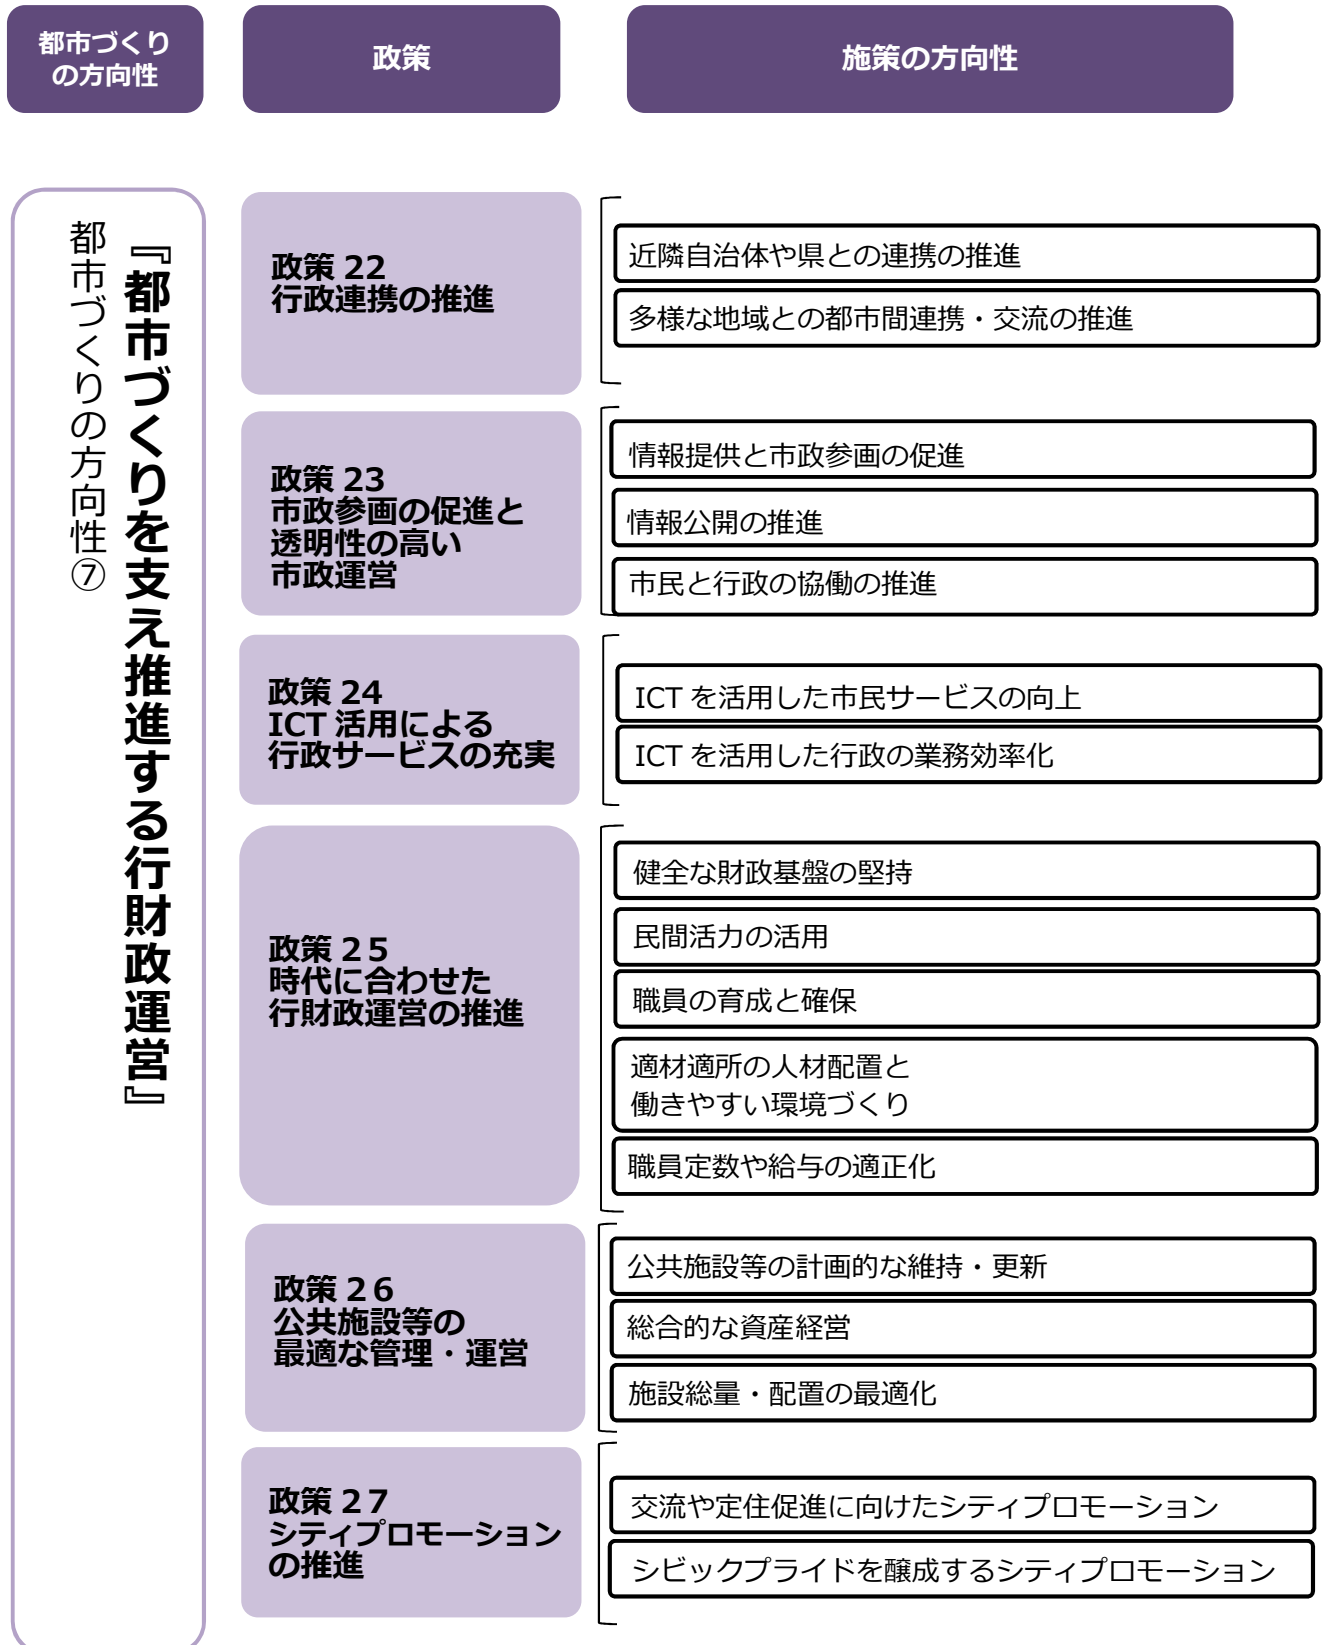 都市づくり
の方向性
政策
施策の方向性
都市づくりの方向性⑦
『都市づくりを支え推進する行財政運営』
政策 22
行政連携の推進
近隣自治体や県との連携の推進
多様な地域との都市間連携・交流の推進
政策 23
市政参画の促進と
透明性の高い
市政運営
情報提供と市政参画の促進
情報公開の推進
市民と行政の協働の推進
政策 24
ICT 活用による
行政サービスの充実
ICT を活用した市民サービスの向上
ICT を活用した行政の業務効率化
政策 25
時代に合わせた
行財政運営の推進
健全な財政基盤の堅持
民間活力の活用
職員の育成と確保
適材適所の人材配置と
働きやすい環境づくり
職員定数や給与の適正化
政策 26
公共施設等の
最適な管理・運営
公共施設等の計画的な維持・更新
総合的な資産経営
施設総量・配置の最適化
政策 27
シティプロモーション
の推進
交流や定住促進に向けたシティプロモーション
シビックプライドを醸成するシティプロモーション